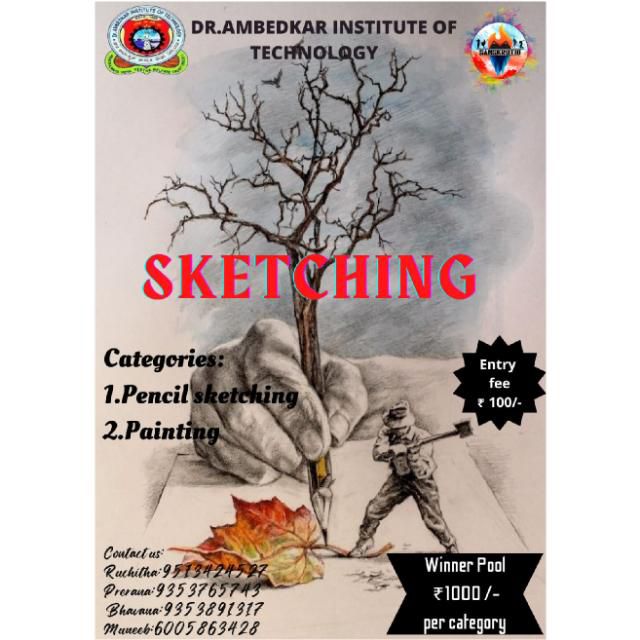 DR.AMBEDKAR INSTITUTE OF
TECHNOLOGY
SKETCHING
Categories:
1.Pencil sketching
2.Painting
Entry
fee
₹ 100/-
Contact us:
Ruchitha:9513424527
Prerana:9353765743
Bhavana:9353891317
Muneeb:6005863428
Winner Pool
₹1000 /-
per category